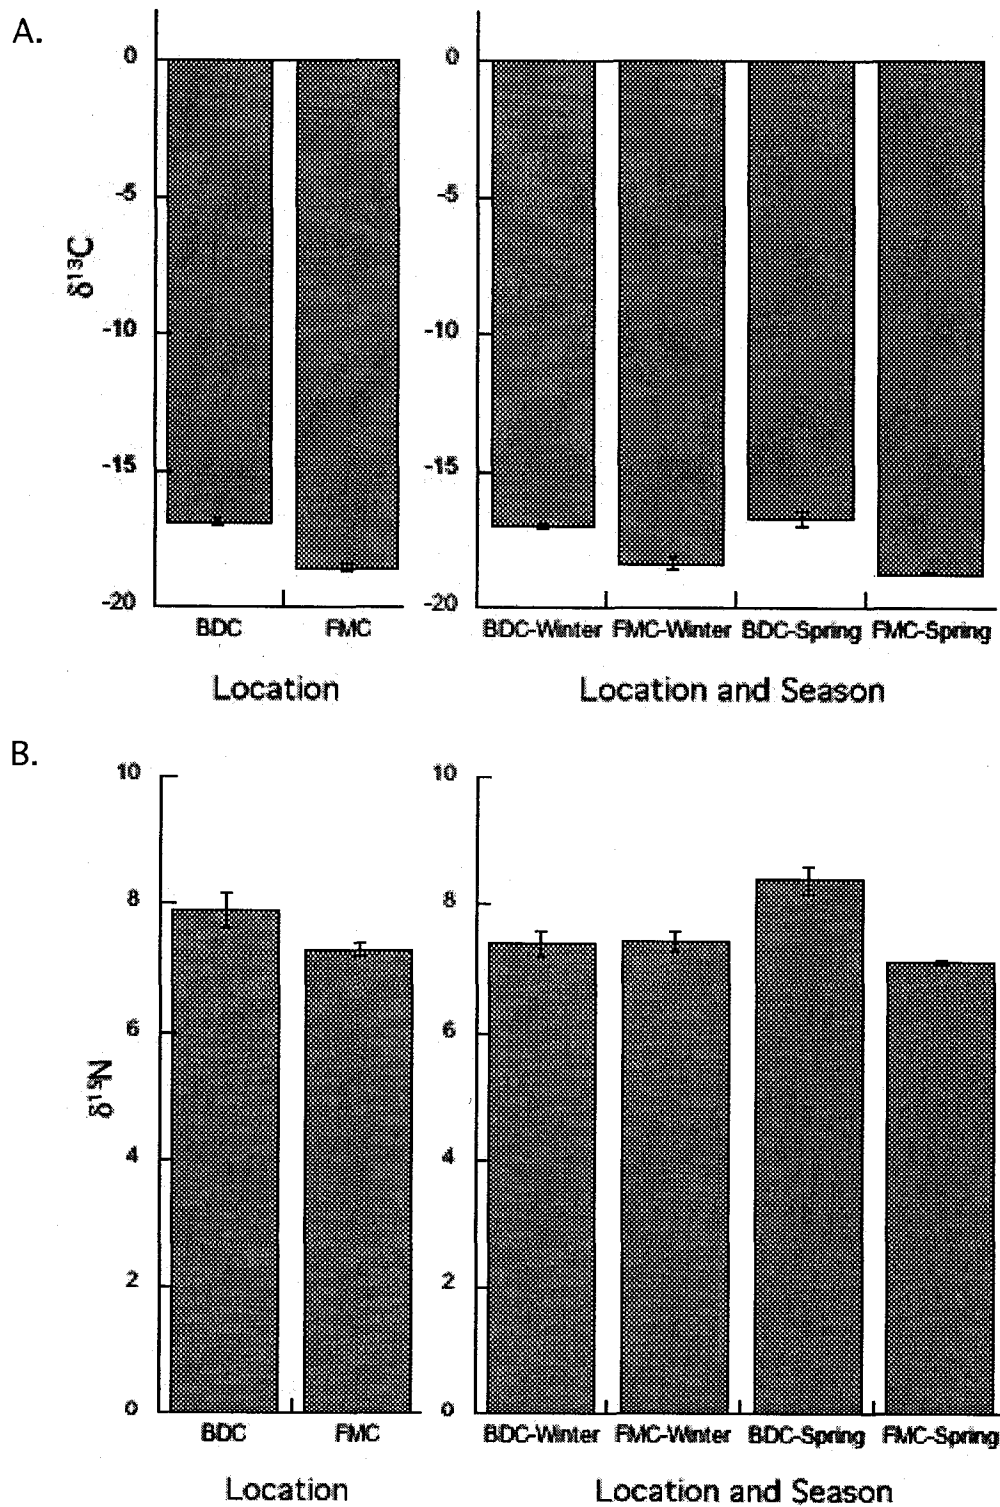 A.
0
-5
-10
-15
-20
δ¹³C
BDC FMC
Location
0
-5
-10
-15
-20
BDC-Winter FMC-Winter BDC-Spring FMC-Spring
Location and Season
B.
10
8
6
4
2
0
δ¹⁵N
BDC FMC
Location
10
8
6
4
2
0
BDC-Winter FMC-Winter BDC-Spring FMC-Spring
Location and Season